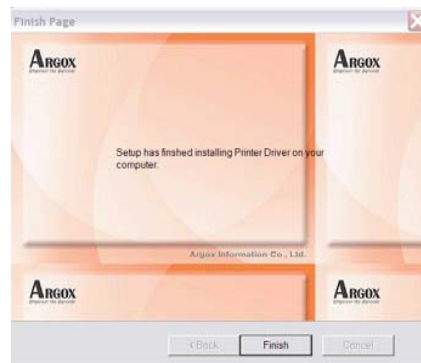 Finish Page
ARGOX
ARGOX
Setup has finshed installing Printer Driver on your
computer.
Argox Information Co., Ltd.
ARGOX
ARGOX
< Back
Finish
Cancel